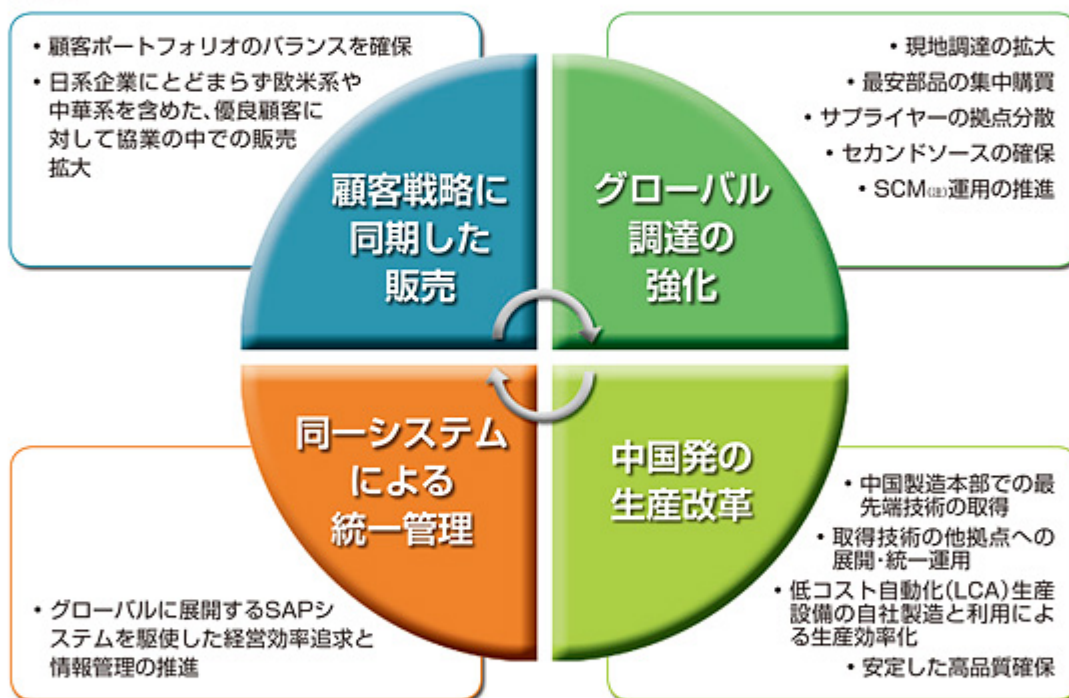 ・顧客ポートフォリオのバランスを確保
・日系企業にとどまらず欧米系や
中華系を含めた、優良顧客に
対して協業の中での販売
拡大
顧客戦略に
同期した
販売
・現地調達の拡大
・最安部品の集中購買
・サプライヤーの拠点分散
・セカンドソースの確保
・SCM(注)運用の推進
グローバル
調達の
強化
同一システム
による
統一管理
・グローバルに展開するSAPシ
ステムを駆使した経営効率追求と
情報管理の推進
中国発の
生産改革
・中国製造本部での最
先端技術の取得
・取得技術の他拠点への
展開・統一運用
・低コスト自動化(LCA)生産
設備の自社製造と利用によ
る生産効率化
・安定した高品質確保